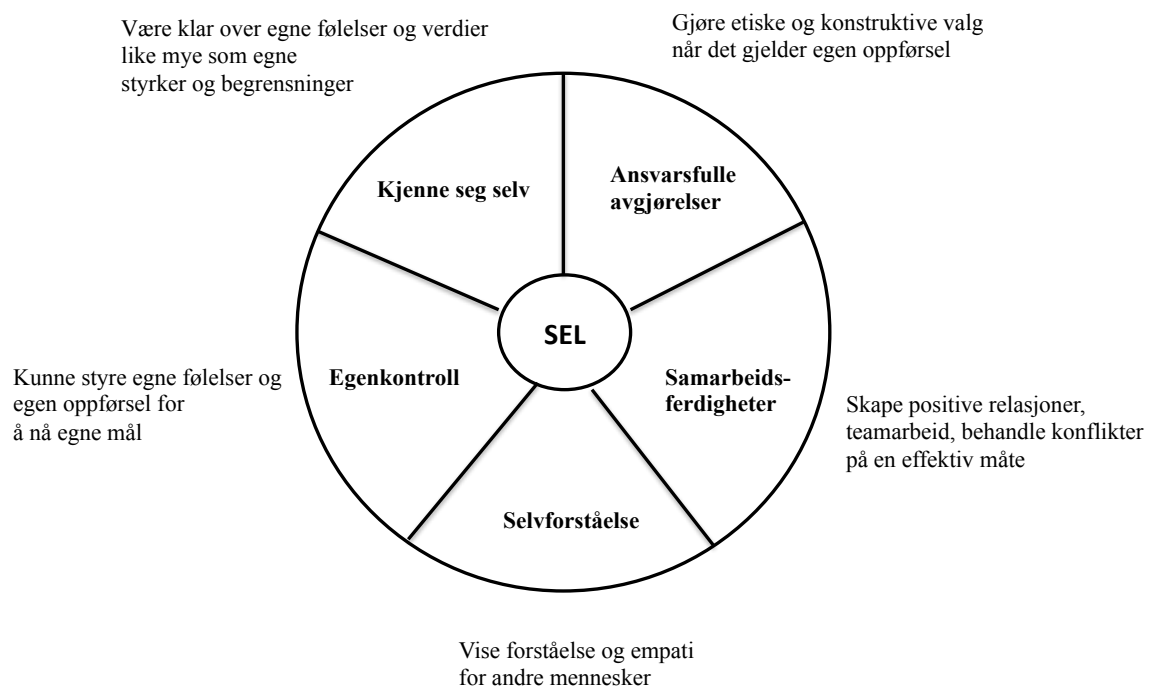 Være klar over egne følelser og verdier
like mye som egne
styrker og begrensninger
Gjøre etiske og konstruktive valg
når det gjelder egen oppførsel
Kjenne seg selv
Ansvarsfulle
avgjørelser
SEL
Egenkontroll
Samarbeids-
ferdigheter
Kunne styre egne følelser og
egen oppførsel for
å nå egne mål
Skape positive relasjoner,
teamarbeid, behandle konflikter
på en effektiv måte
Selvforståelse
Vise forståelse og empati
for andre mennesker